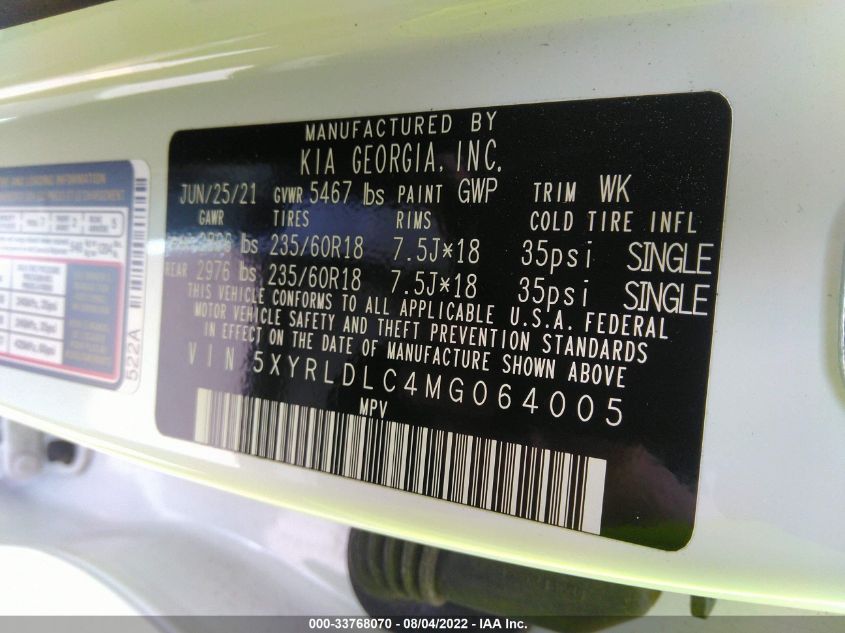 MANUFACTURED BY
KIA GEORGIA, INC.
JUN/25/21 GVWR 5467 lbs PAINT GWP TRIM WK
GAWR TIRES RIMS COLD TIRE INFL
lbs 235/60R18 7.5J*18 35psi SINGLE
REAR 2976 lbs 235/60R18 7.5J*18 35psi SINGLE
THIS VEHICLE CONFORMS TO ALL APPLICABLE U.S.A. FEDERAL
MOTOR VEHICLE SAFETY AND THEFT PREVENTION STANDARDS
IN EFFECT ON THE DATE OF MANUFACTURE SHOWN ABOVE
VIN 5XYRLDLC4MG064005
MPV
522A
000-33768070 - 08/04/2022 - IAA Inc.